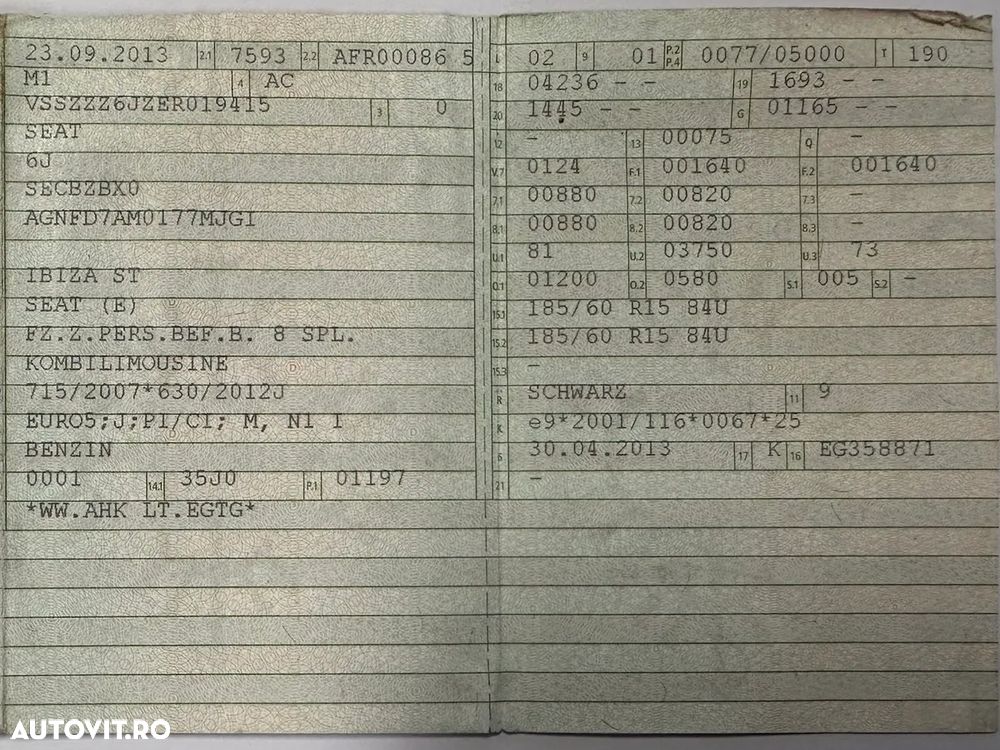 23.09.2013 2.1 7593 2.2 AFR00086 5
M1 4 AC
VSSZZZ6JZER019415 3 0
SEAT
6J
SECBZBX0
AGNFD7AM0177MJG1
IBIZA ST
SEAT (E)
FZ.Z.PERS.BEF.B. 8 SPL.
KOMBILIMOUSINE
715/2007*630/2012J
EURO5;J;PI/CI; M, N1 I
BENZIN
0001 14.1 35J0 P.1 01197
*WW.AHK LT.EGTG*
L 02 9 01 P.2 P.4 0077/05000 T 190
18 04236 - - 19 1693 - -
20 1445 - - G 01165 - -
12 - 13 00075 Q -
V.7 0124 F.1 001640 F.2 001640
7.1 00880 7.2 00820 7.3 -
8.1 00880 8.2 00820 8.3 -
U.1 81 U.2 03750 U.3 73
O.1 01200 O.2 0580 S.1 005 S.2 -
15.1 185/60 R15 84U
15.2 185/60 R15 84U
15.3 -
R SCHWARZ 11 9
K e9*2001/116*0067*25
6 30.04.2013 17 K 16 EG358871
21 -
AUTOVIT.RO